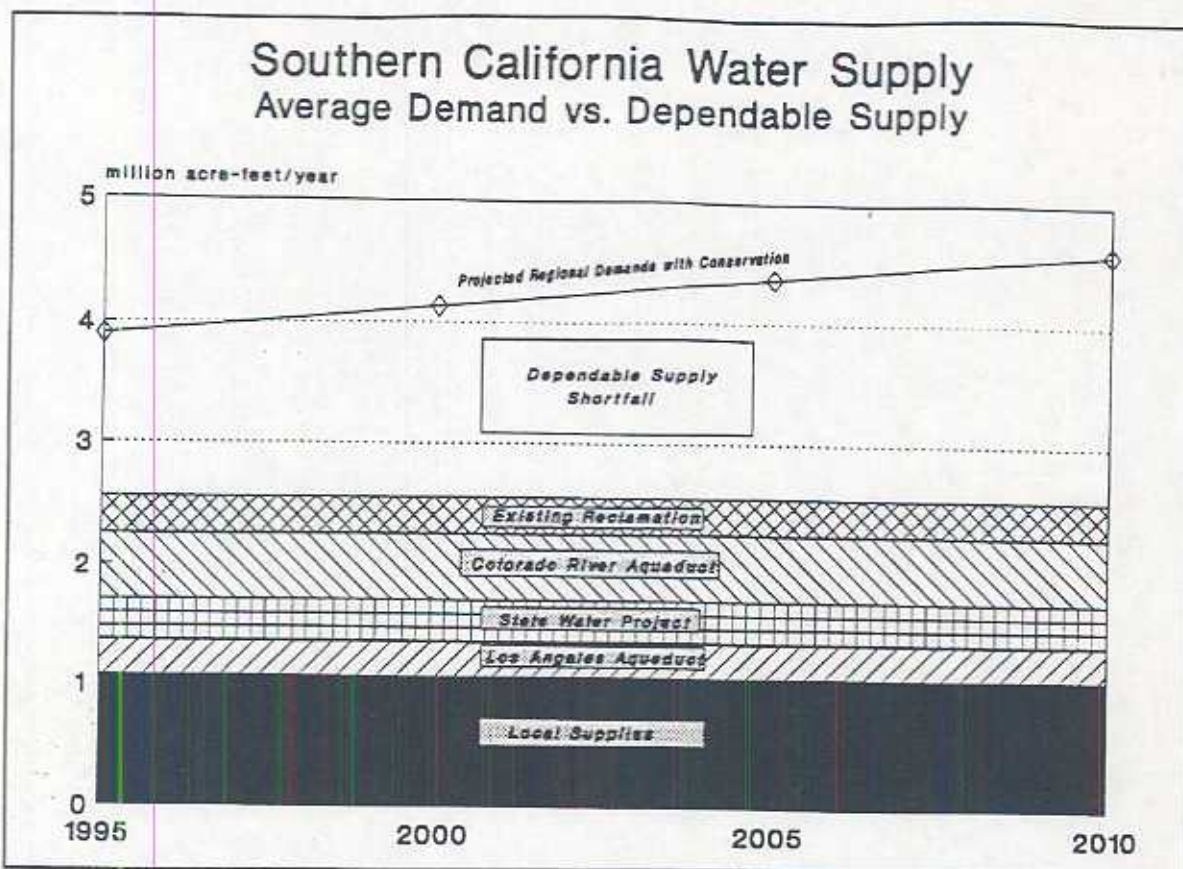 Southern California Water Supply
Average Demand vs. Dependable Supply
million acre-feet/year
5
Projected Regional Demands with Conservation
4
Dependable Supply
Shortfall
3
Existing Reclamation
2
Colorado River Aqueduct
State Water Project
Los Angeles Aqueduct
1
Local Supplies
0
1995
2000
2005
2010